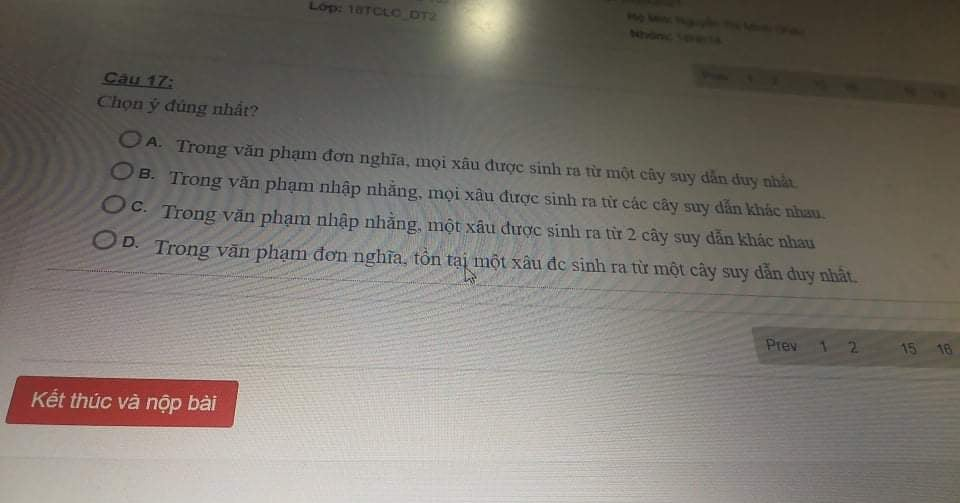 Lớp: 18TCLC_DT2
Nhóm:
Câu 17:
Chọn ý đúng nhất?
A. Trong văn phạm đơn nghĩa, mọi xâu được sinh ra từ một cây suy dẫn duy nhất.
B. Trong văn phạm nhập nhằng, mọi xâu được sinh ra từ các cây suy dẫn khác nhau.
C. Trong văn phạm nhập nhằng, một xâu được sinh ra từ 2 cây suy dẫn khác nhau
D. Trong văn phạm đơn nghĩa, tồn tại một xâu đc sinh ra từ một cây suy dẫn duy nhất.
Prev 1 2 15 16
Kết thúc và nộp bài